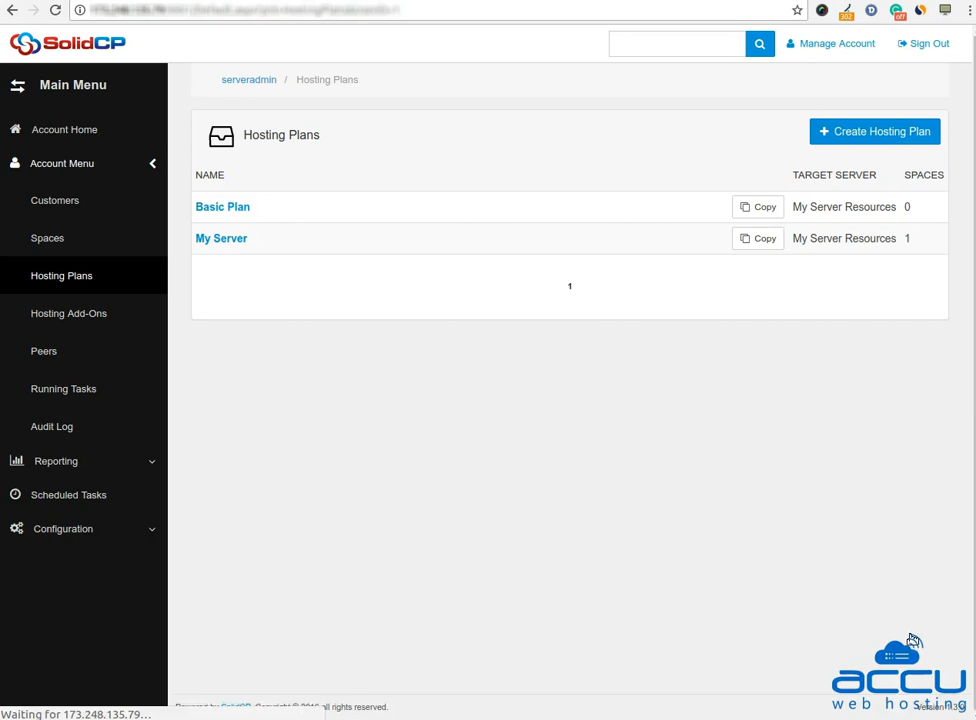 302
off
SolidCP
Manage Account
Sign Out
Main Menu
serveradmin / Hosting Plans
Account Home
Hosting Plans
+ Create Hosting Plan
Account Menu
NAME
TARGET SERVER
SPACES
Customers
Basic Plan
Copy
My Server Resources
0
Spaces
My Server
Copy
My Server Resources
1
Hosting Plans
1
Hosting Add-Ons
Peers
Running Tasks
Audit Log
Reporting
Scheduled Tasks
Configuration
accu
web hosting
Powered by SolidCP. Copyright © 2016 all rights reserved.
Waiting for 173.248.135.79...